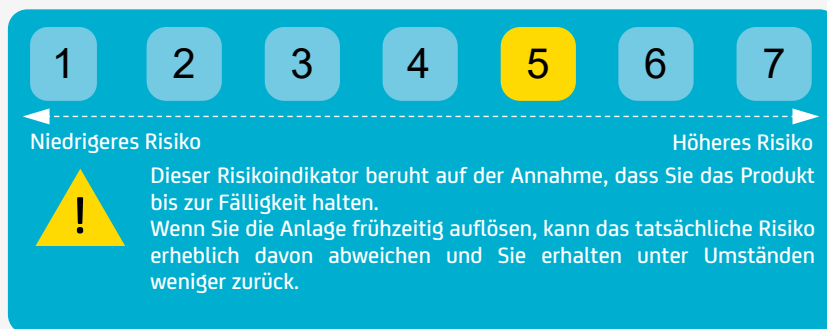 1 2 3 4 5 6 7
Niedrigeres Risiko Höheres Risiko
Dieser Risikoindikator beruht auf der Annahme, dass Sie das Produkt
bis zur Fälligkeit halten.
!
Wenn Sie die Anlage frühzeitig auflösen, kann das tatsächliche Risiko
erheblich davon abweichen und Sie erhalten unter Umständen
weniger zurück.